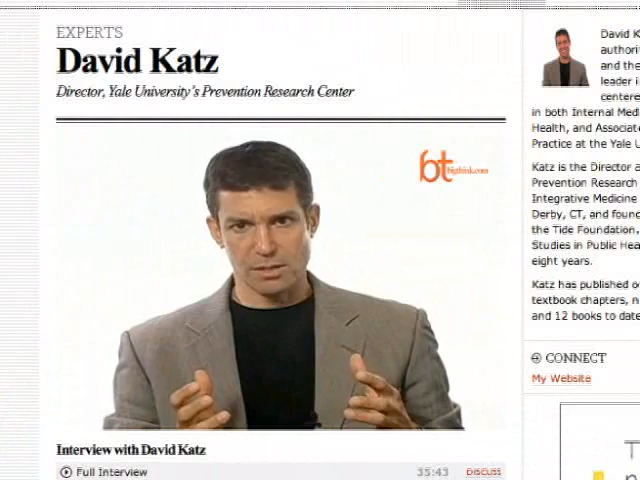 EXPERTS
David Katz
Director, Yale University's Prevention Research Center
bt
bigthink.com
Interview with David Katz
Full Interview 35:43 DISCUSS
David K
authori
and the
leader i
centere
in both Internal Medi
Health, and Associate
Practice at the Yale U
Katz is the Director a
Prevention Research
Integrative Medicine
Derby, CT, and foun
the Tide Foundation,
Studies in Public Hea
eight years.
Katz has published o
textbook chapters, n
and 12 books to date
CONNECT
My Website